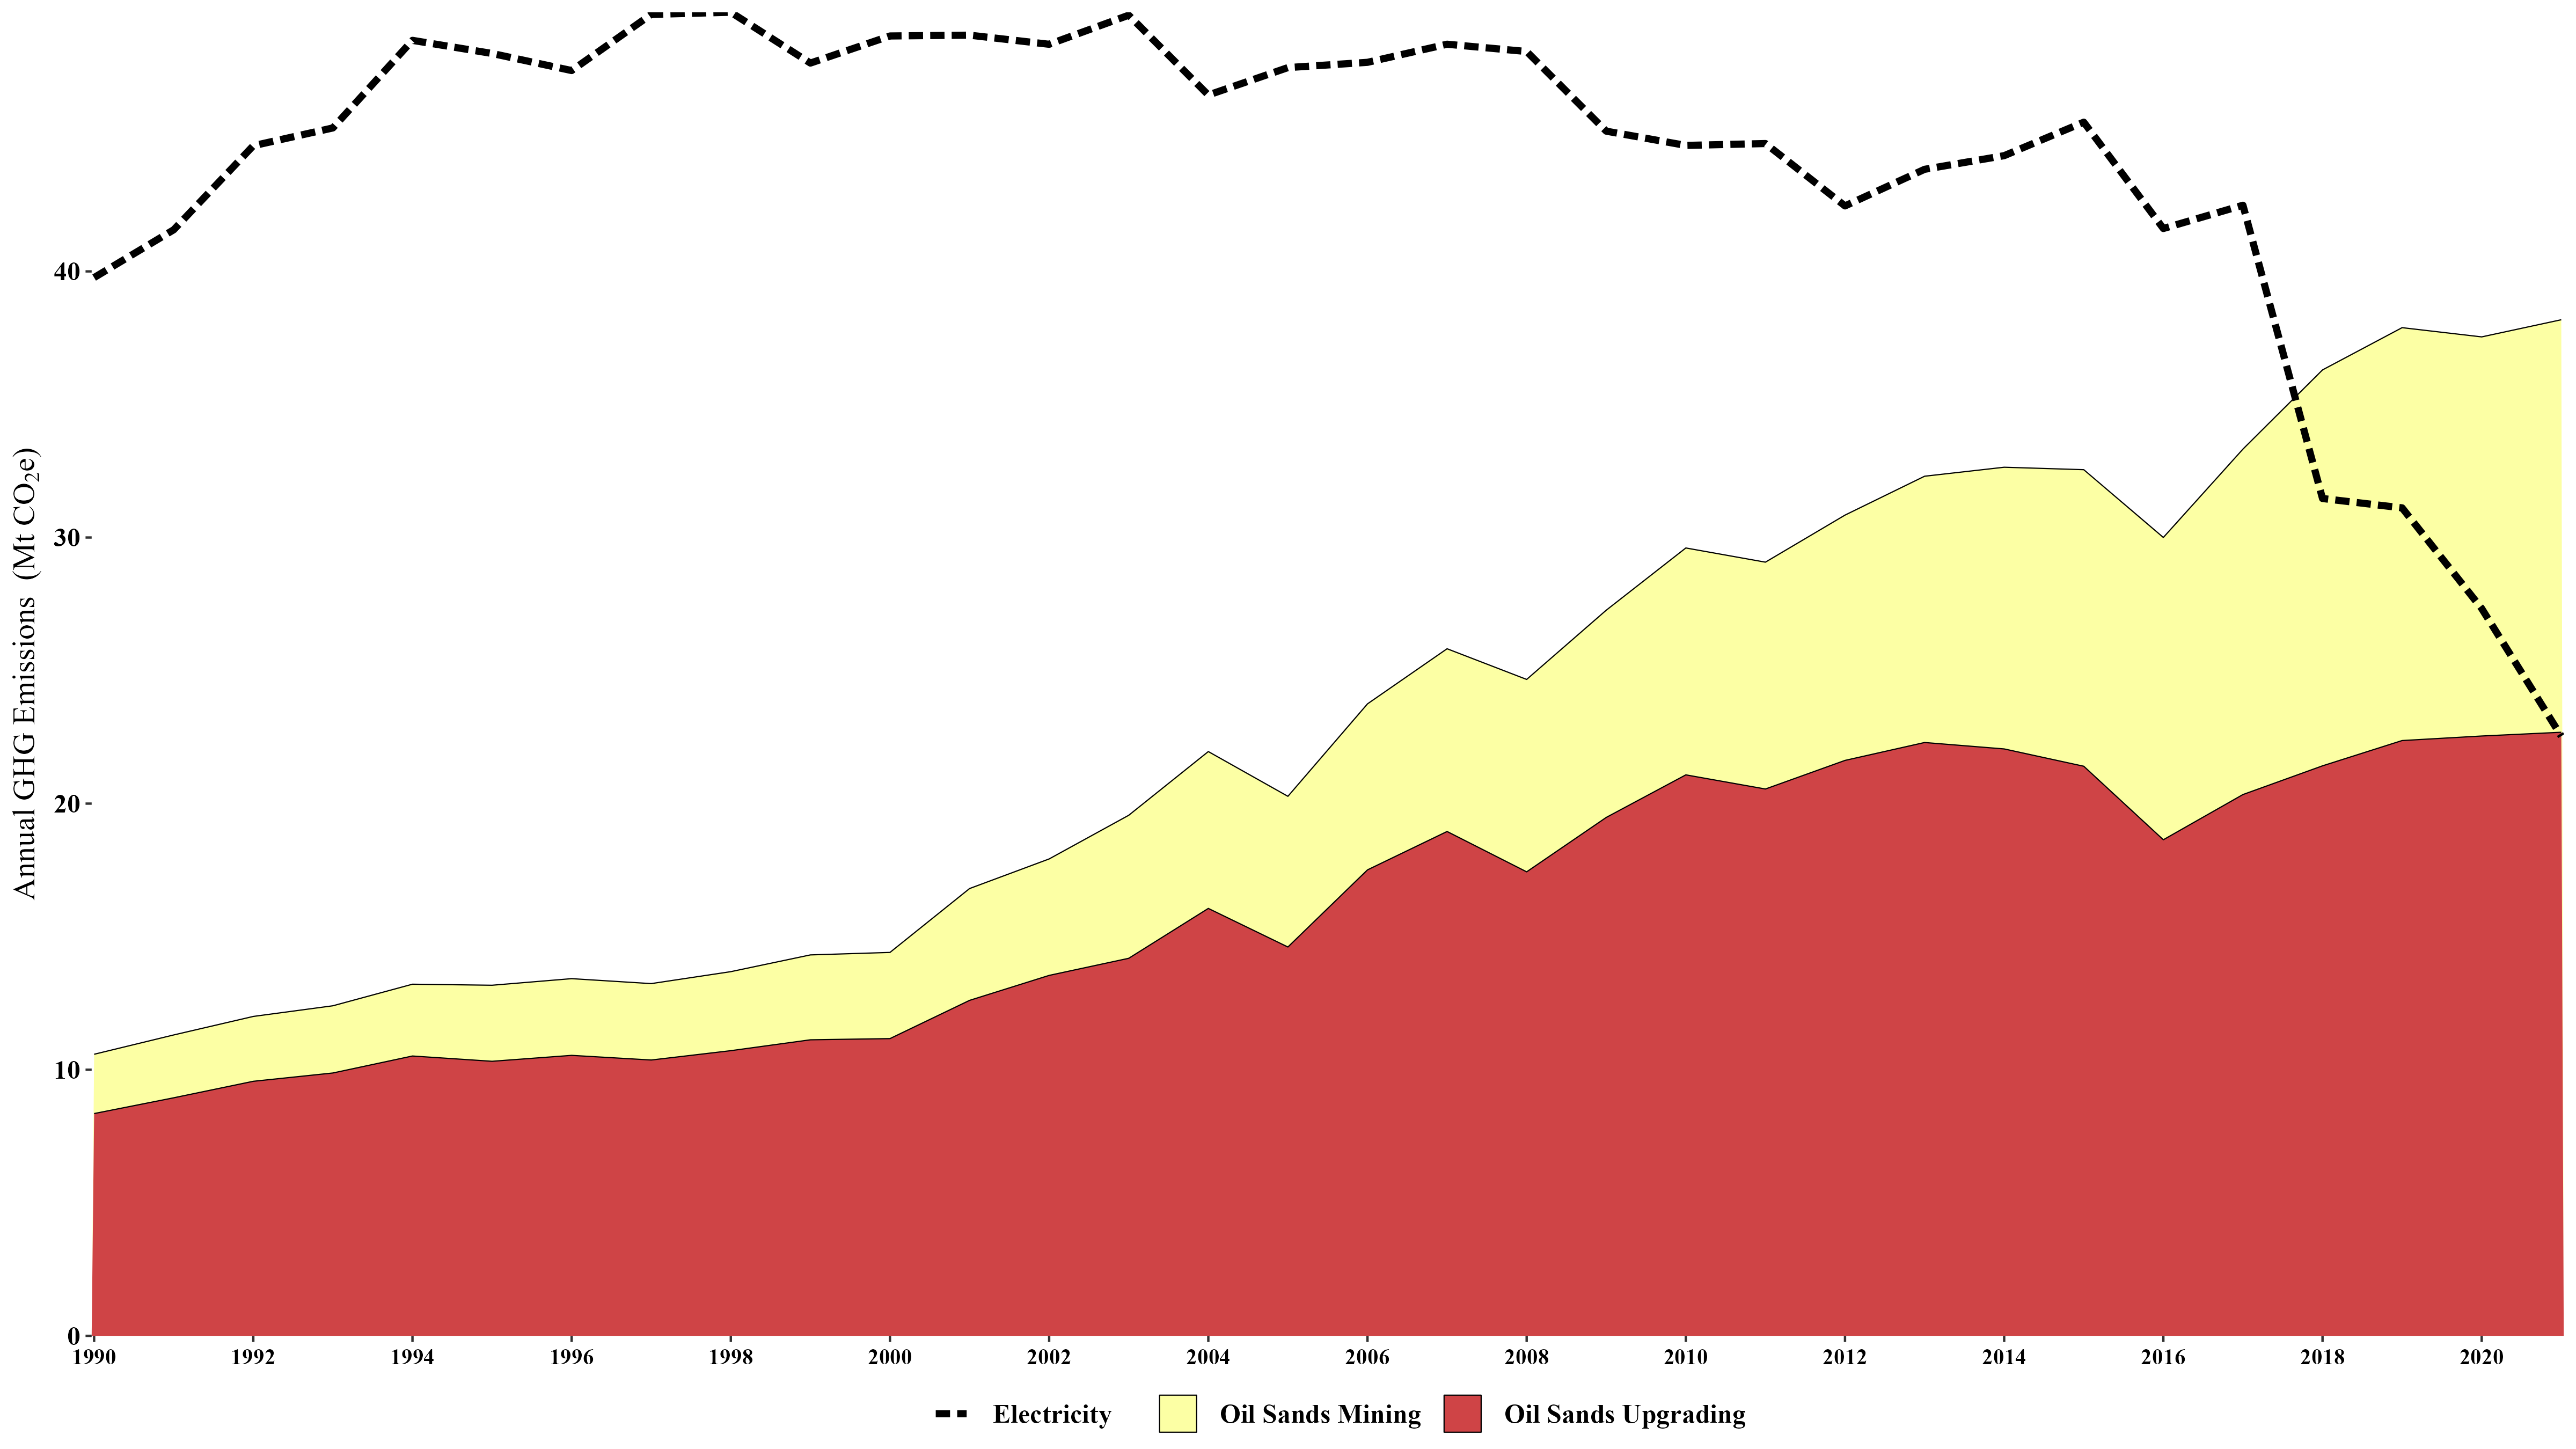 Annual GHG Emissions (Mt CO₂e)
40
30
20
10
0
1990 1992 1994 1996 1998 2000 2002 2004 2006 2008 2010 2012 2014 2016 2018 2020
Electricity Oil Sands Mining Oil Sands Upgrading